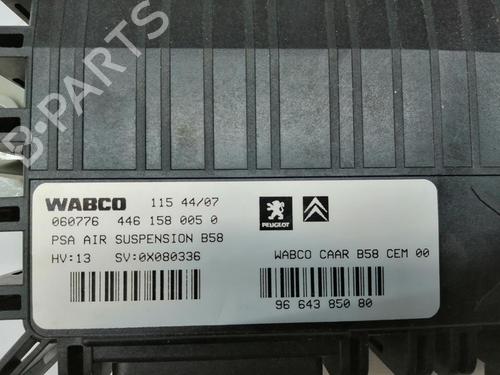 B-PARTS
WABCO 115 44/07
060776 446 158 005 0
PEUGEOT
PSA AIR SUSPENSION B58
WABCO CAAR B58 CEM 00
HV:13 SV:0X080336
96 643 850 80